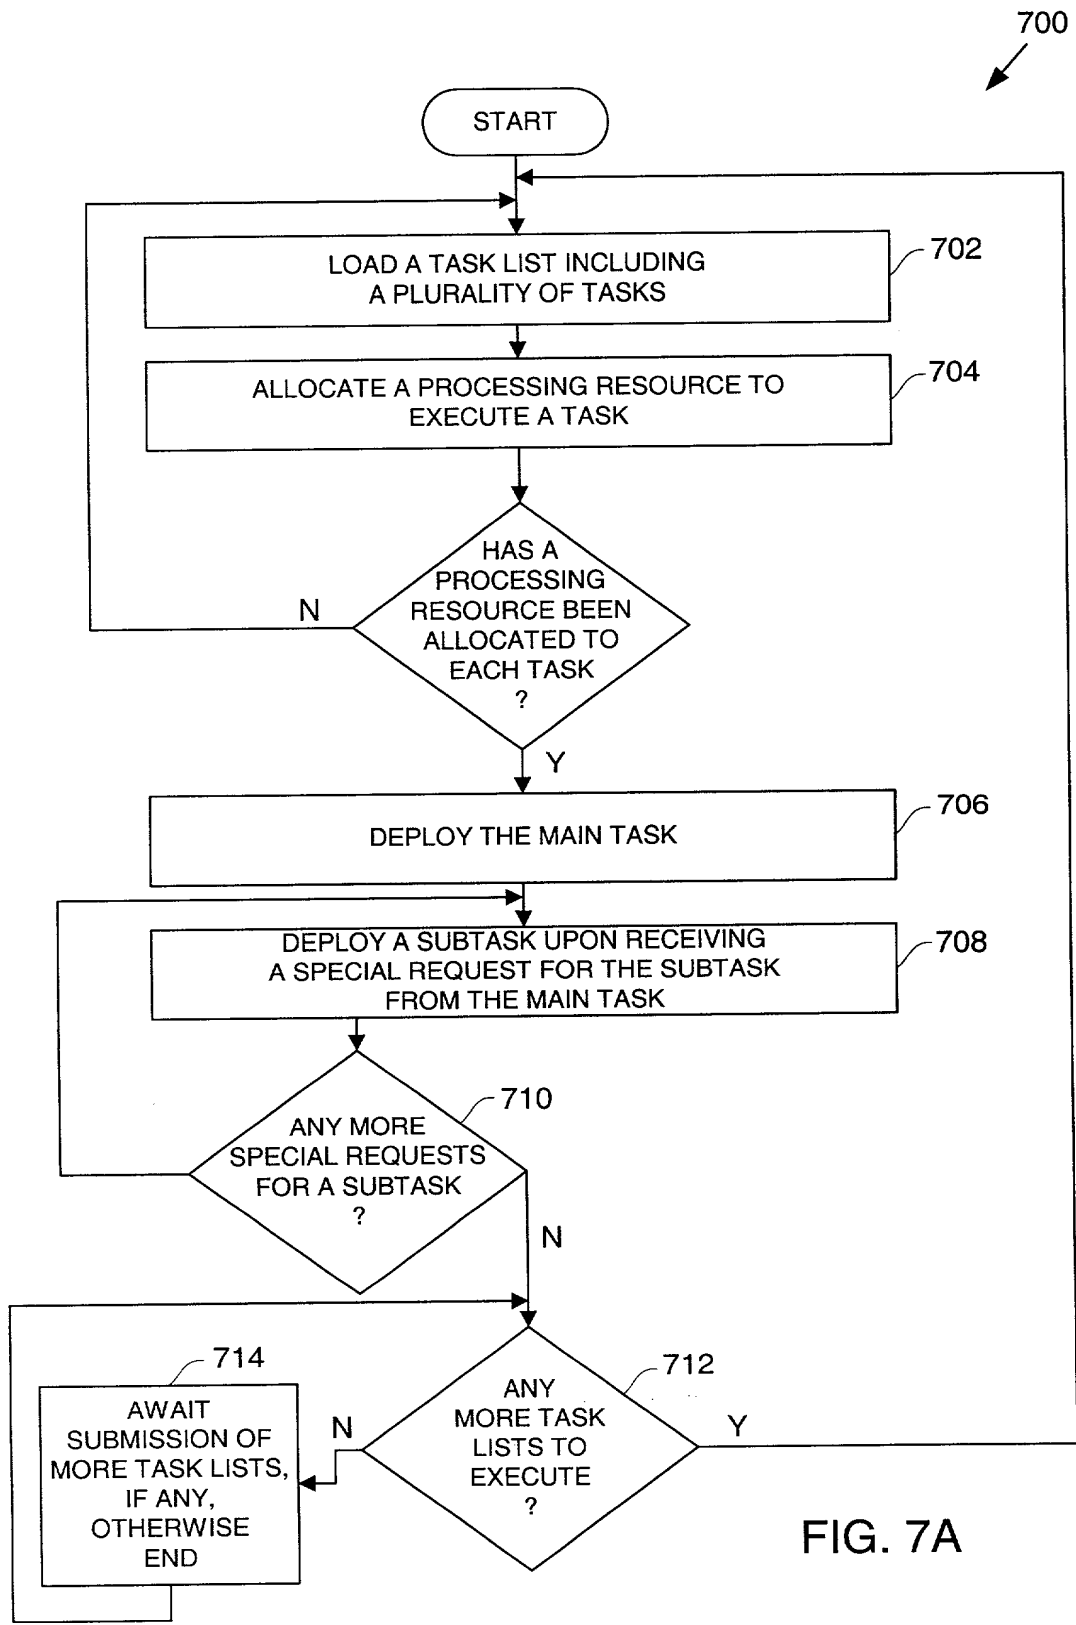 700
START
LOAD A TASK LIST INCLUDING
A PLURALITY OF TASKS
702
ALLOCATE A PROCESSING RESOURCE TO
EXECUTE A TASK
704
HAS A
PROCESSING
RESOURCE BEEN
ALLOCATED TO
EACH TASK
?
N
Y
DEPLOY THE MAIN TASK
706
DEPLOY A SUBTASK UPON RECEIVING
A SPECIAL REQUEST FOR THE SUBTASK
FROM THE MAIN TASK
708
710
ANY MORE
SPECIAL REQUESTS
FOR A SUBTASK
?
N
714
AWAIT
SUBMISSION OF
MORE TASK LISTS,
IF ANY,
OTHERWISE
END
N
712
ANY
MORE TASK
LISTS TO
EXECUTE
?
Y
FIG. 7A